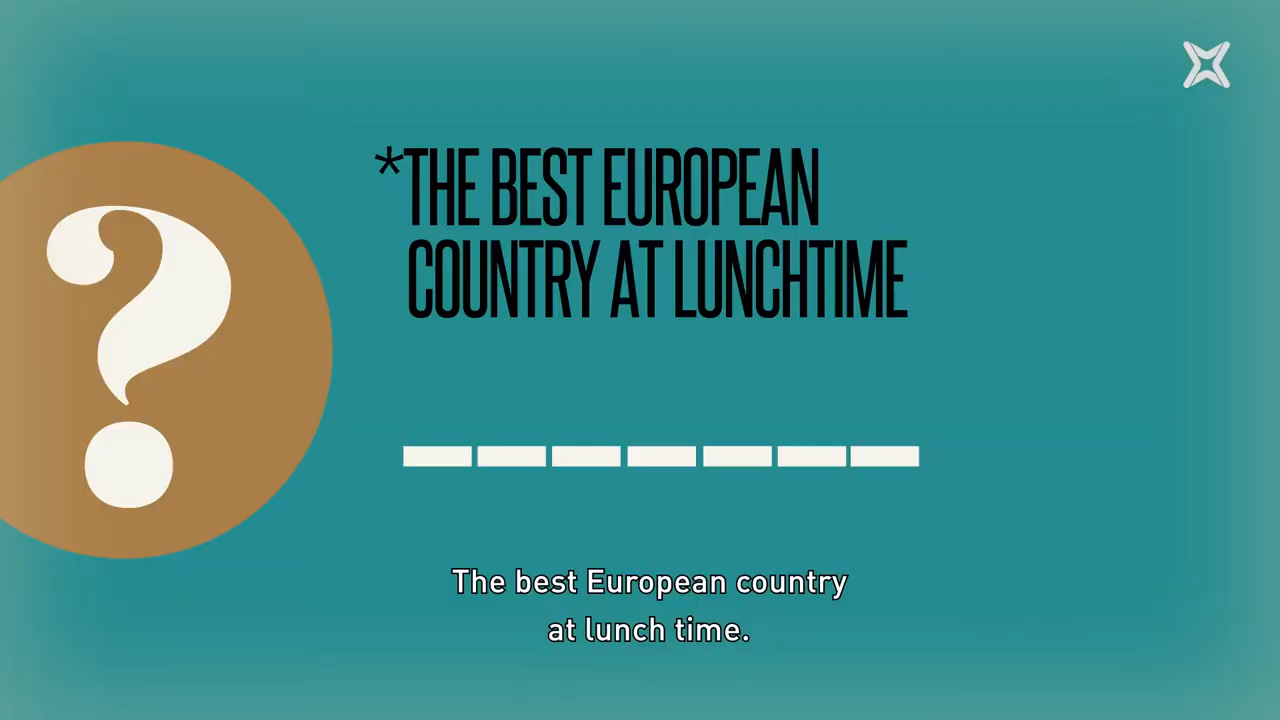 ?
*THE BEST EUROPEAN
COUNTRY AT LUNCHTIME
The best European country
at lunch time.